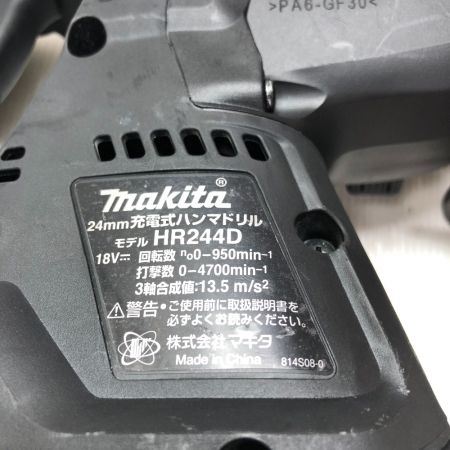 >PA6-GF30<
makita®
24mm充電式ハンマドリル
モデル HR244D
18V⎓ 回転数 n₀0-950min⁻¹
打撃数 0-4700min⁻¹
3軸合成値:13.5 m/s²
⚠警告・ご使用前に取扱説明書を
必ずよくお読みください。
株式会社マキタ
Made in China
814S08-0